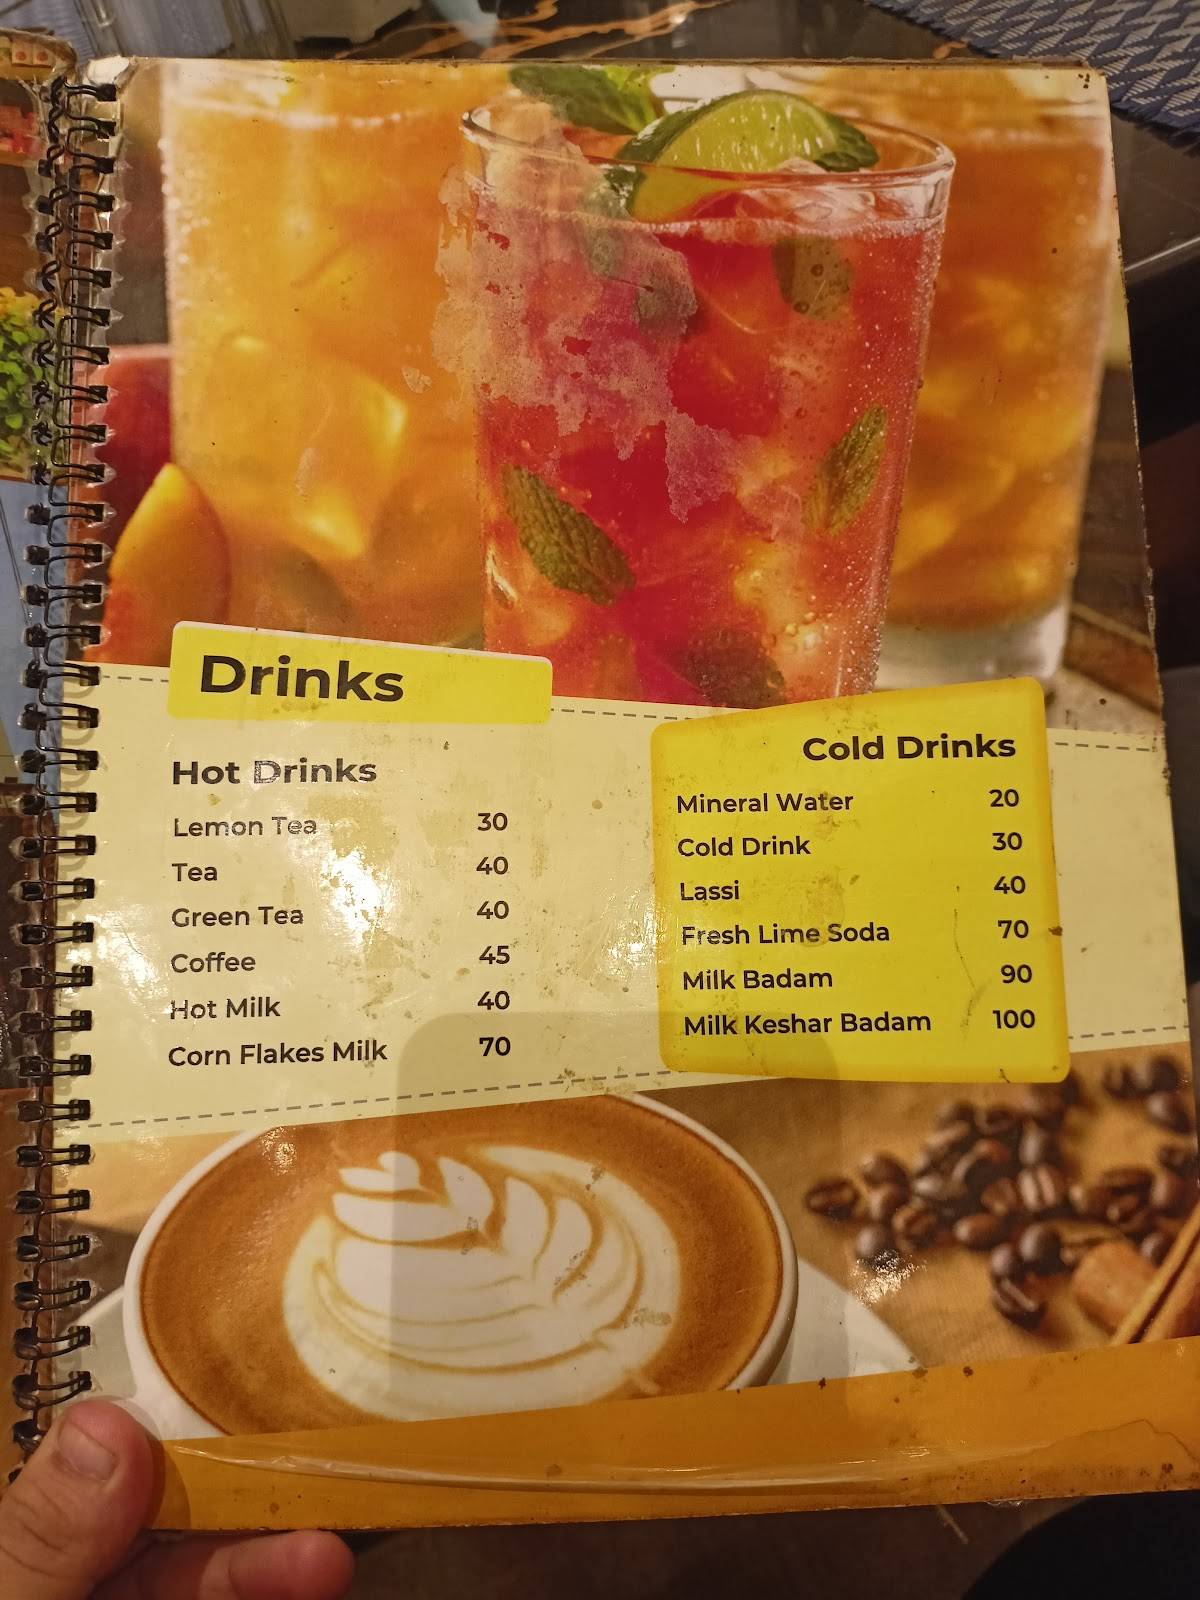 Drinks
Hot Drinks
Lemon Tea 30
Tea 40
Green Tea 40
Coffee 45
Hot Milk 40
Corn Flakes Milk 70
Cold Drinks
Mineral Water 20
Cold Drink 30
Lassi 40
Fresh Lime Soda 70
Milk Badam 90
Milk Keshar Badam 100